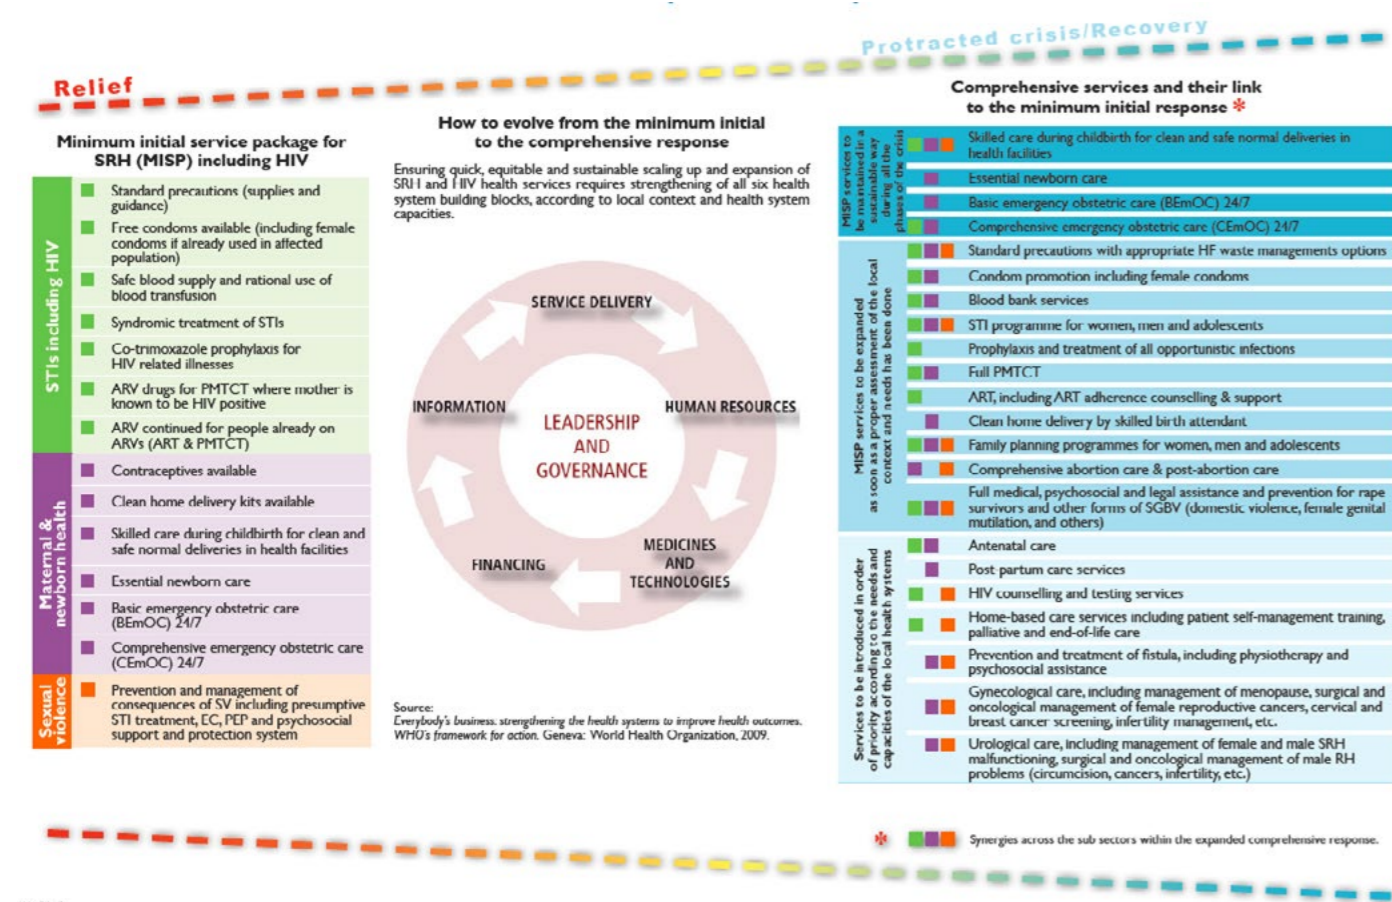 Relief
Protracted crisis/Recovery
Minimum initial service package for
SRH (MISP) including HIV
STIs including HIV
Standard precautions (supplies and
guidance)
Free condoms available (including female
condoms if already used in affected
population)
Safe blood supply and rational use of
blood transfusion
Syndromic treatment of STIs
Co-trimoxazole prophylaxis for
HIV related illnesses
ARV drugs for PMTCT where mother is
known to be HIV positive
ARV continued for people already on
ARVs (ART & PMTCT)
Maternal &
newborn health
Contraceptives available
Clean home delivery kits available
Skilled care during childbirth for clean and
safe normal deliveries in health facilities
Essential newborn care
Basic emergency obstetric care
(BEmOC) 24/7
Comprehensive emergency obstetric care
(CEmOC) 24/7
Sexual
violence
Prevention and management of
consequences of SV including presumptive
STI treatment, EC, PEP and psychosocial
support and protection system
How to evolve from the minimum initial
to the comprehensive response
Ensuring quick, equitable and sustainable scaling up and expansion of
SRH and HIV health services requires strengthening of all six health
system building blocks, according to local context and health system
capacities.
SERVICE DELIVERY
HUMAN RESOURCES
MEDICINES
AND
TECHNOLOGIES
FINANCING
INFORMATION
LEADERSHIP
AND
GOVERNANCE
Source:
Everybody's business. strengthening the health systems to improve health outcomes.
WHO's framework for action. Geneva: World Health Organization, 2009.
Comprehensive services and their link
to the minimum initial response *
MISP services to
be maintained in a
sustainable way
during all the
phases of the crisis
Skilled care during childbirth for clean and safe normal deliveries in
health facilities
Essential newborn care
Basic emergency obstetric care (BEmOC) 24/7
Comprehensive emergency obstetric care (CEmOC) 24/7
MISP services to be expanded
as soon as a proper assessment of the local
context and needs has been done
Standard precautions with appropriate HF waste managements options
Condom promotion including female condoms
Blood bank services
STI programme for women, men and adolescents
Prophylaxis and treatment of all opportunistic infections
Full PMTCT
ART, including ART adherence counselling & support
Clean home delivery by skilled birth attendant
Family planning programmes for women, men and adolescents
Comprehensive abortion care & post-abortion care
Full medical, psychosocial and legal assistance and prevention for rape
survivors and other forms of SGBV (domestic violence, female genital
mutilation, and others)
Services to be introduced in order
of priority according to the needs and
capacities of the local health systems
Antenatal care
Post-partum care services
HIV counselling and testing services
Home-based care services including patient self-management training,
palliative and end-of-life care
Prevention and treatment of fistula, including physiotherapy and
psychosocial assistance
Gynecological care, including management of menopause, surgical and
oncological management of female reproductive cancers, cervical and
breast cancer screening, infertility management, etc.
Urological care, including management of female and male SRH
malfunctioning, surgical and oncological management of male RH
problems (circumcision, cancers, infertility, etc.)
* Synergies across the sub sectors within the expanded comprehensive response.